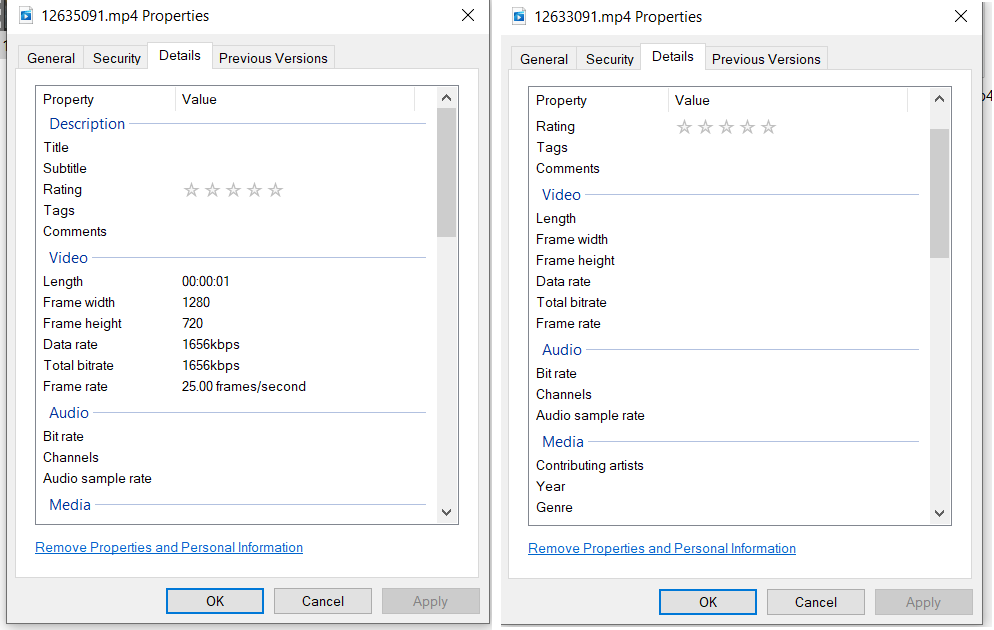 12635091.mp4 Properties
General Security Details Previous Versions
Property Value
Description
Title
Subtitle
Rating
Tags
Comments
Video
Length 00:00:01
Frame width 1280
Frame height 720
Data rate 1656kbps
Total bitrate 1656kbps
Frame rate 25.00 frames/second
Audio
Bit rate
Channels
Audio sample rate
Media
Remove Properties and Personal Information
OK Cancel Apply
12633091.mp4 Properties
General Security Details Previous Versions
Property Value
Rating
Tags
Comments
Video
Length
Frame width
Frame height
Data rate
Total bitrate
Frame rate
Audio
Bit rate
Channels
Audio sample rate
Media
Contributing artists
Year
Genre
Remove Properties and Personal Information
OK Cancel Apply